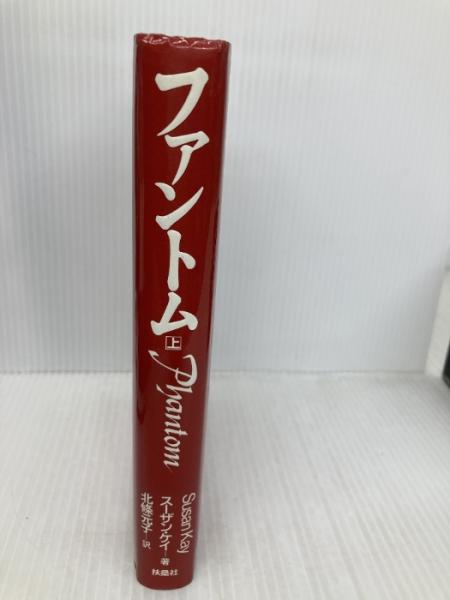 ファントム 上
Phantom
Susan Kay
スーザン・ケイ 著
北條元子 訳
扶桑社